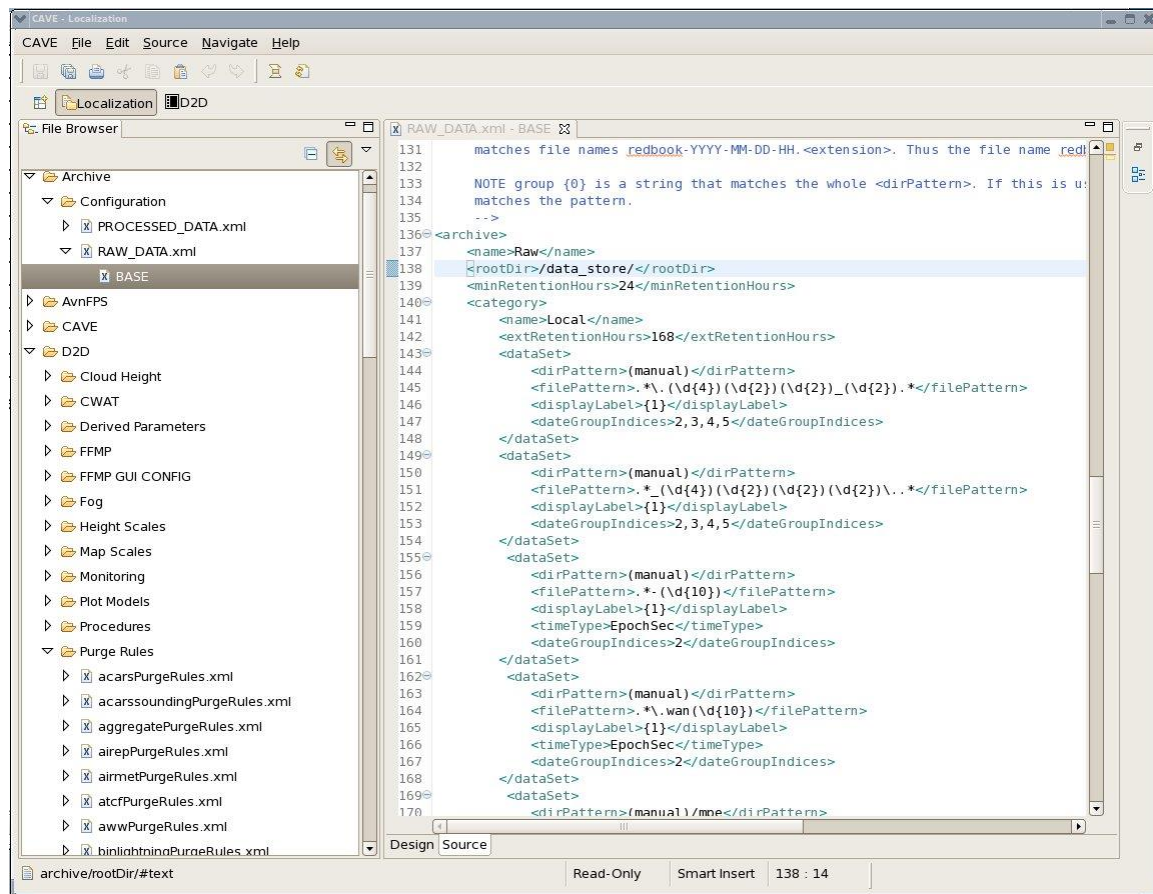 CAVE - Localization
CAVE File Edit Source Navigate Help
Localization D2D
File Browser
Archive
Configuration
PROCESSED_DATA.xml
RAW_DATA.xml
BASE
AvnFPS
CAVE
D2D
Cloud Height
CWAT
Derived Parameters
FFMP
FFMP GUI CONFIG
Fog
Height Scales
Map Scales
Monitoring
Plot Models
Procedures
Purge Rules
acarsPurgeRules.xml
acarssoundingPurgeRules.xml
aggregatePurgeRules.xml
airepPurgeRules.xml
airmetPurgeRules.xml
atcfPurgeRules.xml
awwPurgeRules.xml
binlightningPurgeRules.xml
RAW_DATA.xml - BASE
131 matches file names redbook-YYYY-MM-DD-HH.<extension>. Thus the file name redb
132
133 NOTE group {0} is a string that matches the whole <dirPattern>. If this is us
134 matches the pattern.
135 -->
136 <archive>
137 <name>Raw</name>
138 <rootDir>/data_store/</rootDir>
139 <minRetentionHours>24</minRetentionHours>
140 <category>
141 <name>Local</name>
142 <extRetentionHours>168</extRetentionHours>
143 <dataSet>
144 <dirPattern>(manual)</dirPattern>
145 <filePattern>.*\.(\d{4})(\d{2})(\d{2})_(\d{2}).*</filePattern>
146 <displayLabel>{1}</displayLabel>
147 <dateGroupIndices>2,3,4,5</dateGroupIndices>
148 </dataSet>
149 <dataSet>
150 <dirPattern>(manual)</dirPattern>
151 <filePattern>.*_(\d{4})(\d{2})(\d{2})(\d{2})\..*</filePattern>
152 <displayLabel>{1}</displayLabel>
153 <dateGroupIndices>2,3,4,5</dateGroupIndices>
154 </dataSet>
155 <dataSet>
156 <dirPattern>(manual)</dirPattern>
157 <filePattern>.*-(\d{10})</filePattern>
158 <displayLabel>{1}</displayLabel>
159 <timeType>EpochSec</timeType>
160 <dateGroupIndices>2</dateGroupIndices>
161 </dataSet>
162 <dataSet>
163 <dirPattern>(manual)</dirPattern>
164 <filePattern>.*\.wan(\d{10})</filePattern>
165 <displayLabel>{1}</displayLabel>
166 <timeType>EpochSec</timeType>
167 <dateGroupIndices>2</dateGroupIndices>
168 </dataSet>
169 <dataSet>
170 <dirPattern>(manual)/mpe</dirPattern>
Design Source
archive/rootDir/#text Read-Only Smart Insert 138 : 14